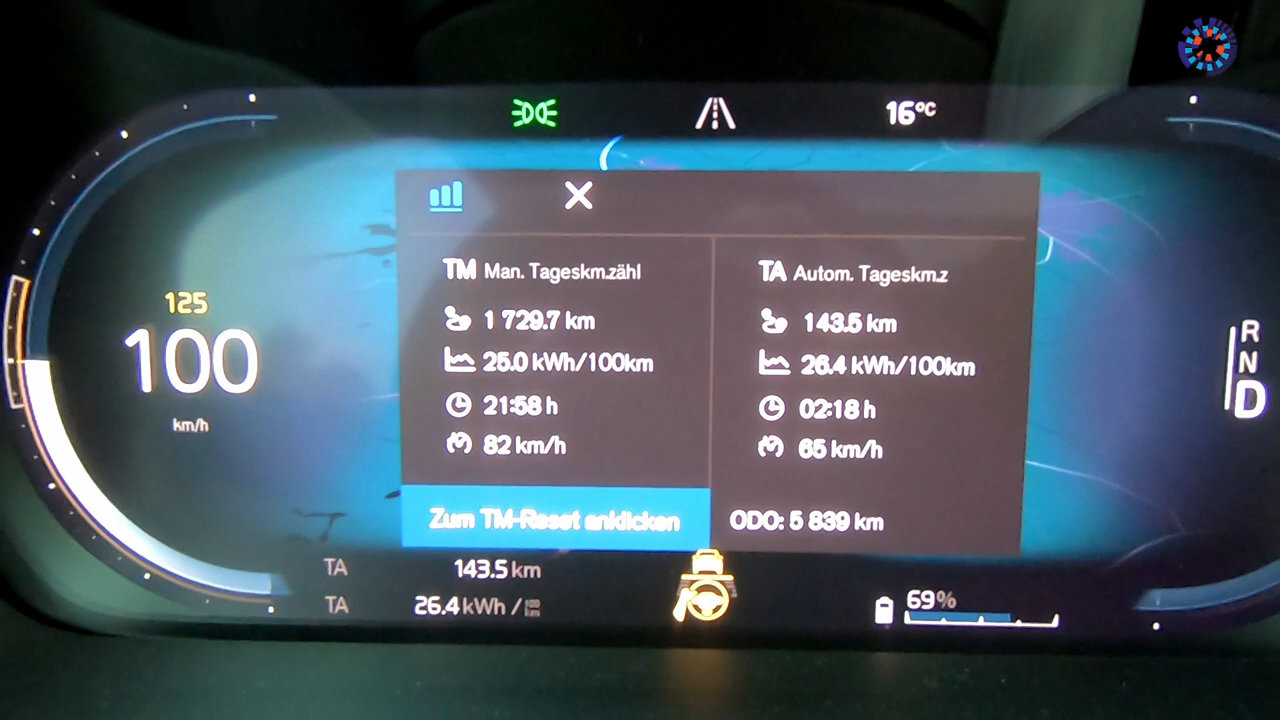 16°C
TM Man. Tageskm.zähl
1 729.7 km
25.0 kWh/100km
21:58 h
82 km/h
Zum TM-Reset anklicken
TA Autom. Tageskm.z
143.5 km
26.4 kWh/100km
02:18 h
65 km/h
ODO: 5 839 km
125
100
km/h
R
N
D
TA 143.5 km
TA 26.4 kWh /
69%